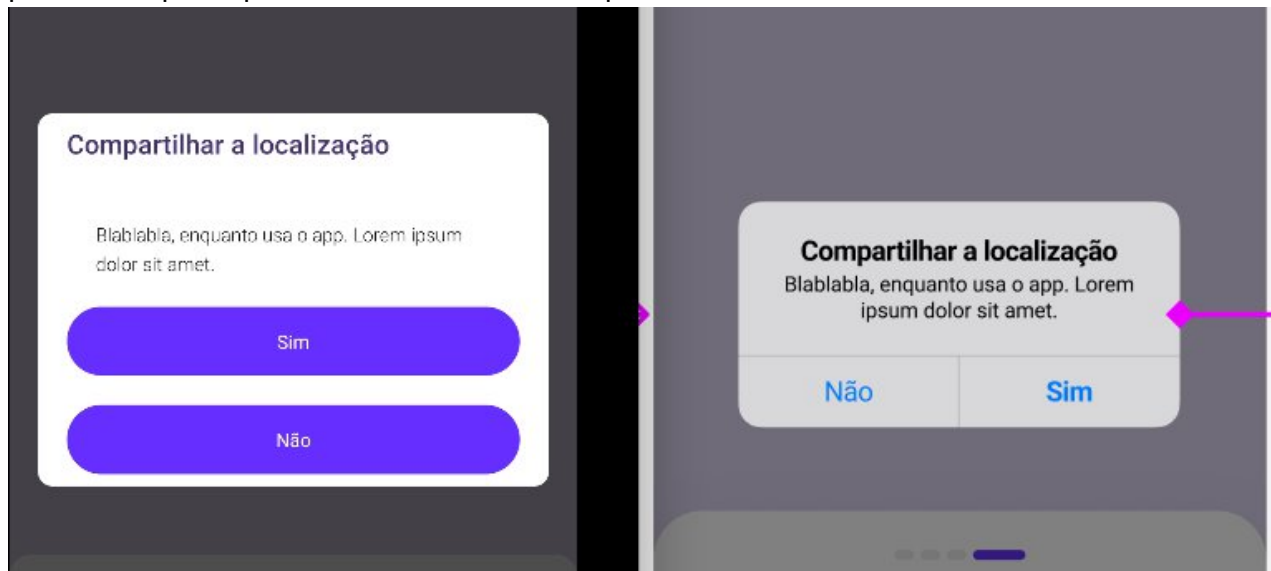 Compartilhar a localização
Blablabla, enquanto usa o app. Lorem ipsum
dolor sit amet.
Sim
Não
Compartilhar a localização
Blablabla, enquanto usa o app. Lorem
ipsum dolor sit amet.
Não
Sim